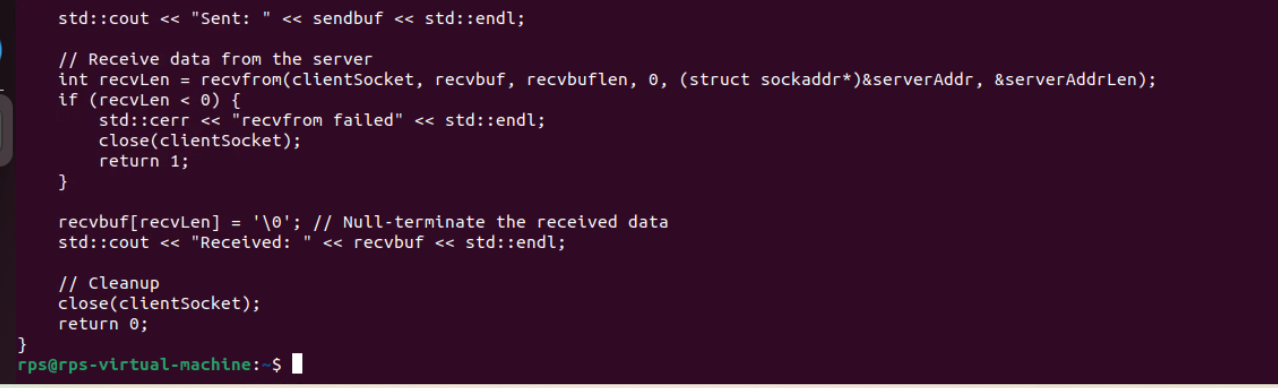 std::cout << "Sent: " << sendbuf << std::endl;
// Receive data from the server
int recvLen = recvfrom(clientSocket, recvbuf, recvbuflen, 0, (struct sockaddr*)&serverAddr, &serverAddrLen);
if (recvLen < 0) {
std::cerr << "recvfrom failed" << std::endl;
close(clientSocket);
return 1;
}
recvbuf[recvLen] = '\0'; // Null-terminate the received data
std::cout << "Received: " << recvbuf << std::endl;
// Cleanup
close(clientSocket);
return 0;
}
rps@rps-virtual-machine:~$